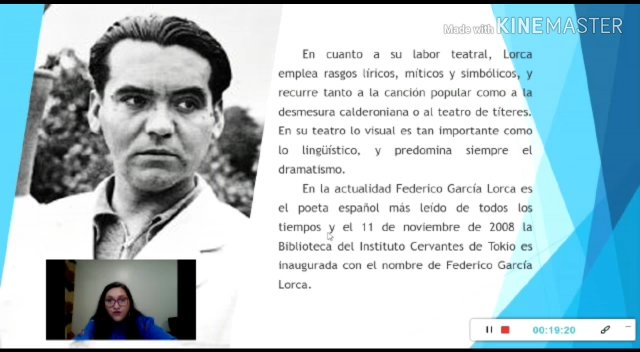 Made with KINEMASTER
En cuanto a su labor teatral, Lorca
emplea rasgos líricos, míticos y simbólicos, y
recurre tanto a la canción popular como a la
desmesura calderoniana o al teatro de títeres.
En su teatro lo visual es tan importante como
lo lingüístico, y predomina siempre el
dramatismo.
En la actualidad Federico García Lorca es
el poeta español más leído de todos los
tiempos y el 11 de noviembre de 2008 la
Biblioteca del Instituto Cervantes de Tokio es
inaugurada con el nombre de Federico García
Lorca.
00:19:20